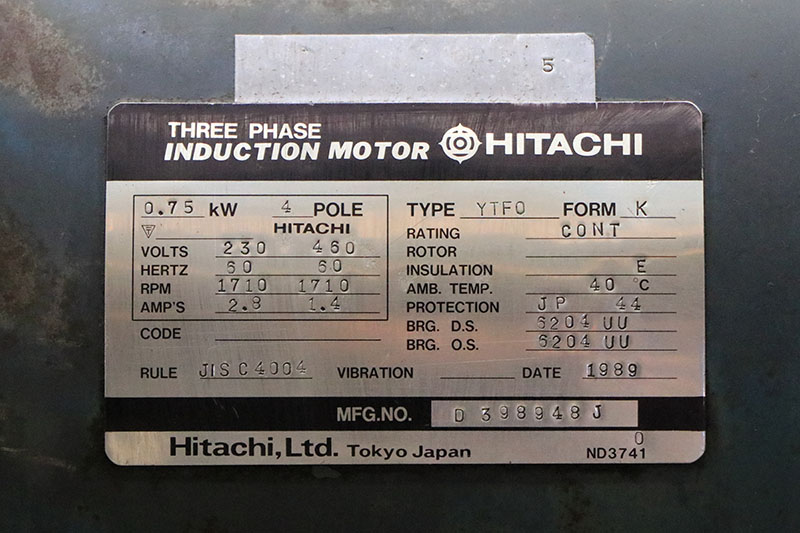 5
THREE PHASE
INDUCTION MOTOR HITACHI
0.75 kW 4 POLE
HITACHI
VOLTS 230 460
HERTZ 60 60
RPM 1710 1710
AMP'S 2.8 1.4
CODE
TYPE YTFO FORM K
RATING CONT
ROTOR
INSULATION E
AMB. TEMP. 40 °C
PROTECTION JP 44
BRG. D.S. 6204 UU
BRG. O.S. 6204 UU
RULE JIS C 4004 VIBRATION DATE 1989
MFG.NO. D 398948 J
Hitachi, Ltd. Tokyo Japan
0
ND3741